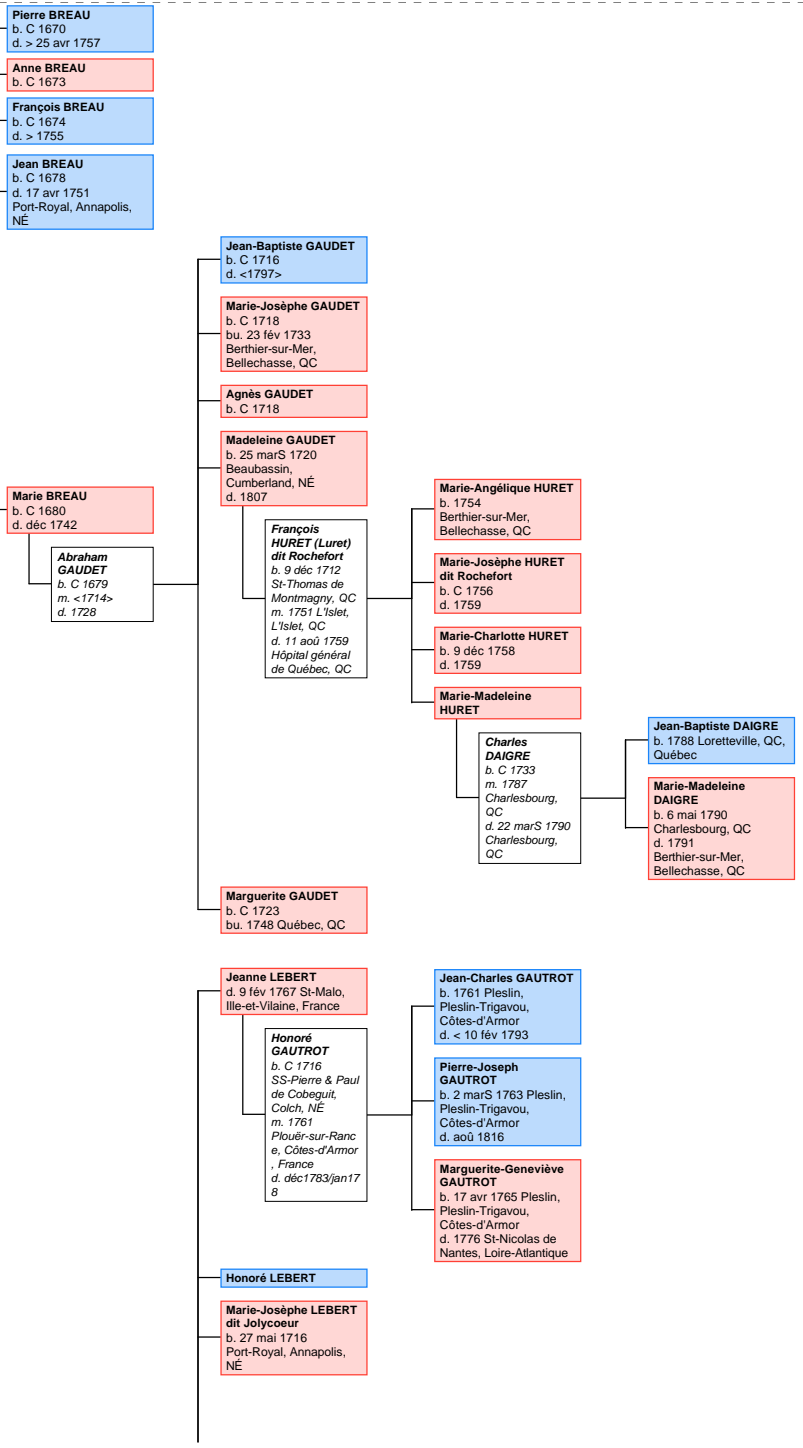 Pierre BREAU
b. C 1670
d. > 25 avr 1757
Anne BREAU
b. C 1673
François BREAU
b. C 1674
d. > 1755
Jean BREAU
b. C 1678
d. 17 avr 1751
Port-Royal, Annapolis,
NÉ
Marie BREAU
b. C 1680
d. déc 1742
Abraham
GAUDET
b. C 1679
m. <1714>
d. 1728
Jean-Baptiste GAUDET
b. C 1716
d. <1797>
Marie-Josèphe GAUDET
b. C 1718
bu. 23 fév 1733
Berthier-sur-Mer,
Bellechasse, QC
Agnès GAUDET
b. C 1718
Madeleine GAUDET
b. 25 marS 1720
Beaubassin,
Cumberland, NÉ
d. 1807
François
HURET (Luret)
dit Rochefort
b. 9 déc 1712
St-Thomas de
Montmagny, QC
m. 1751 L'Islet,
L'Islet, QC
d. 11 aoû 1759
Hôpital général
de Québec, QC
Marie-Angélique HURET
b. 1754
Berthier-sur-Mer,
Bellechasse, QC
Marie-Josèphe HURET
dit Rochefort
b. C 1756
d. 1759
Marie-Charlotte HURET
b. 9 déc 1758
d. 1759
Marie-Madeleine
HURET
Charles
DAIGRE
b. C 1733
m. 1787
Charlesbourg,
QC
d. 22 marS 1790
Charlesbourg,
QC
Jean-Baptiste DAIGRE
b. 1788 Loretteville, QC,
Québec
Marie-Madeleine
DAIGRE
b. 6 mai 1790
Charlesbourg, QC
d. 1791
Berthier-sur-Mer,
Bellechasse, QC
Marguerite GAUDET
b. C 1723
bu. 1748 Québec, QC
Jeanne LEBERT
d. 9 fév 1767 St-Malo,
Ille-et-Vilaine, France
Honoré
GAUTROT
b. C 1716
SS-Pierre & Paul
de Cobeguit,
Colch, NÉ
m. 1761
Plouër-sur-Ranc
e, Côtes-d'Armor
, France
d. déc1783/jan17
8
Jean-Charles GAUTROT
b. 1761 Pleslin,
Pleslin-Trigavou,
Côtes-d'Armor
d. < 10 fév 1793
Pierre-Joseph
GAUTROT
b. 2 marS 1763 Pleslin,
Pleslin-Trigavou,
Côtes-d'Armor
d. aoû 1816
Marguerite-Geneviève
GAUTROT
b. 17 avr 1765 Pleslin,
Pleslin-Trigavou,
Côtes-d'Armor
d. 1776 St-Nicolas de
Nantes, Loire-Atlantique
Honoré LEBERT
Marie-Josèphe LEBERT
dit Jolycoeur
b. 27 mai 1716
Port-Royal, Annapolis,
NÉ